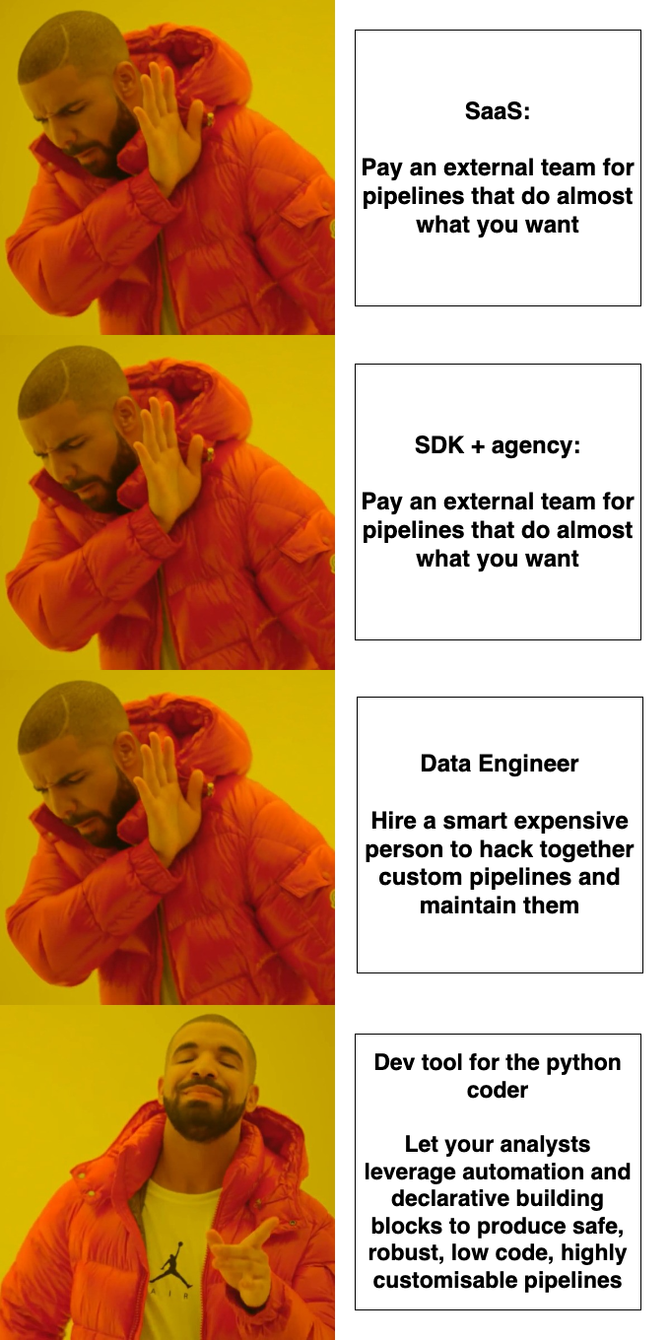 SaaS:
Pay an external team for
pipelines that do almost
what you want
SDK + agency:
Pay an external team for
pipelines that do almost
what you want
Data Engineer
Hire a smart expensive
person to hack together
custom pipelines and
maintain them
Dev tool for the python
coder
Let your analysts
leverage automation and
declarative building
blocks to produce safe,
robust, low code, highly
customisable pipelines
A I R